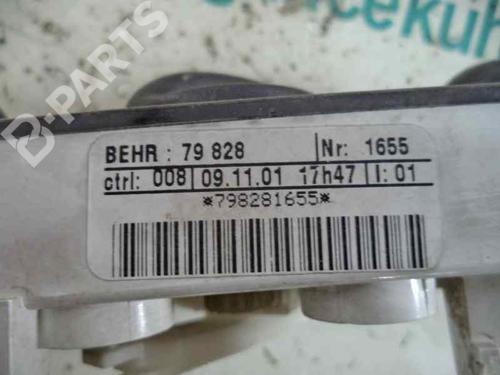 B-PARTS
BEHR: 79 828 Nr: 1655
ctrl: 008 09.11.01 17h47 I: 01
*798281655*